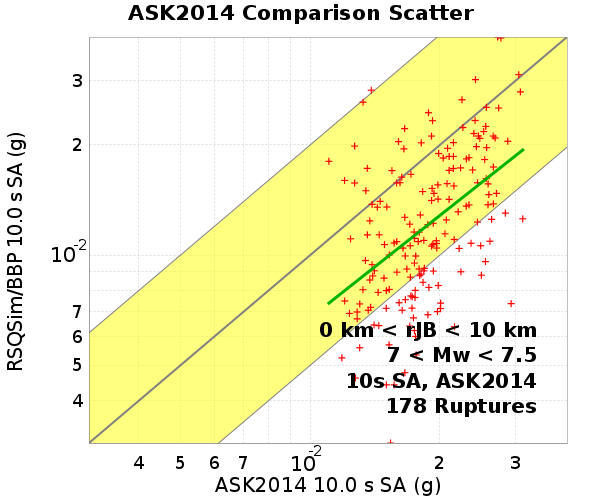 ASK2014 Comparison Scatter
RSQSim/BBP 10.0 s SA (g)
3
2
10-2
7
6
5
4
0 km < rJB < 10 km
7 < Mw < 7.5
10s SA, ASK2014
178 Ruptures
4 5 6 7 10-2 2 3
ASK2014 10.0 s SA (g)